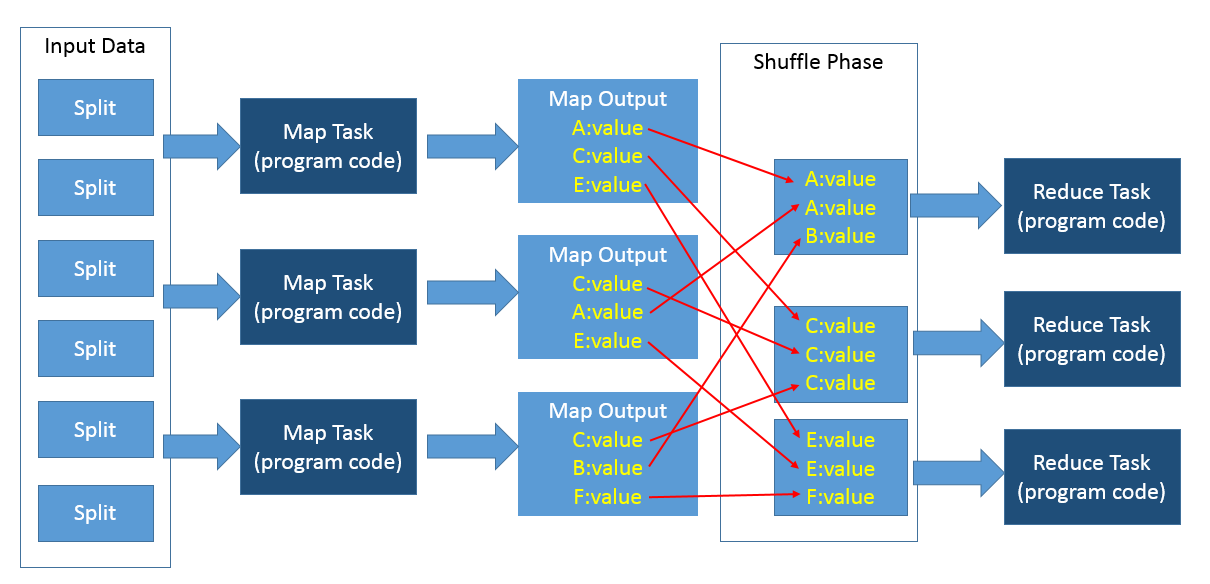 Input Data
Split
Split
Split
Split
Split
Split
Map Task
(program code)
Map Task
(program code)
Map Task
(program code)
Map Output
A:value
C:value
E:value
Map Output
C:value
A:value
E:value
Map Output
C:value
B:value
F:value
Shuffle Phase
A:value
A:value
B:value
C:value
C:value
C:value
E:value
E:value
F:value
Reduce Task
(program code)
Reduce Task
(program code)
Reduce Task
(program code)